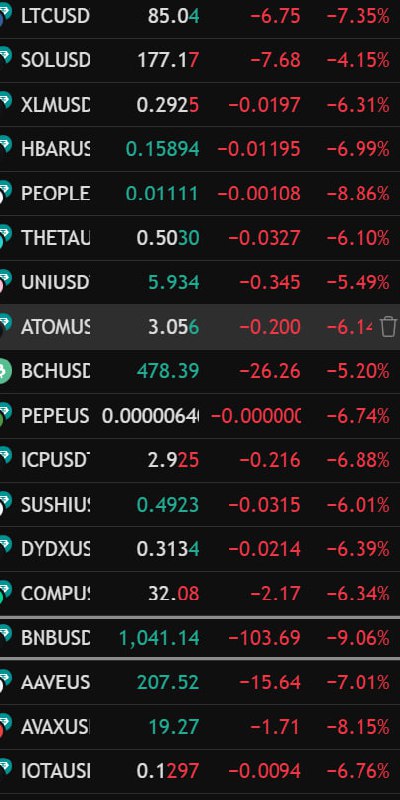 LTCUSD 85.04 −6.75 −7.35%
SOLUSD 177.17 −7.68 −4.15%
XLMUSD 0.2925 −0.0197 −6.31%
HBARUS 0.15894 −0.01195 −6.99%
PEOPLE 0.01111 −0.00108 −8.86%
THETAU 0.5030 −0.0327 −6.10%
UNIUSD 5.934 −0.345 −5.49%
ATOMUS 3.056 −0.200 −6.14
BCHUSD 478.39 −26.26 −5.20%
PEPEUS 0.0000064 −0.00000 −6.74%
ICPUSD 2.925 −0.216 −6.88%
SUSHIU 0.4923 −0.0315 −6.01%
DYDXUS 0.3134 −0.0214 −6.39%
COMPU 32.08 −2.17 −6.34%
BNBUSD 1,041.14 −103.69 −9.06%
AAVEUS 207.52 −15.64 −7.01%
AVAXUS 19.27 −1.71 −8.15%
IOTAUS 0.1297 −0.0094 −6.76%